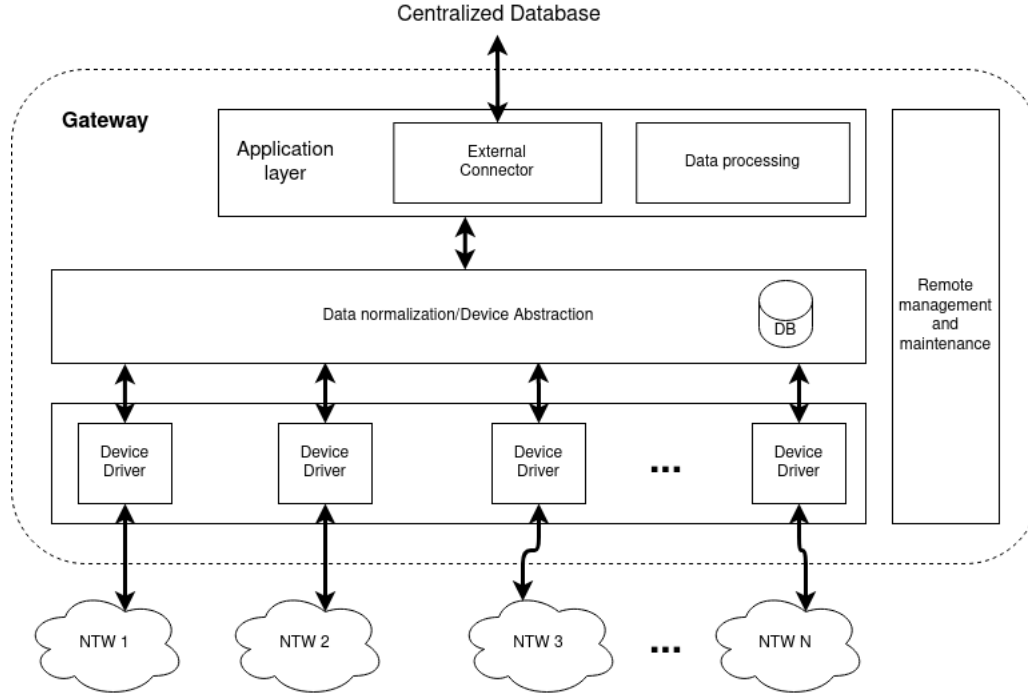 Centralized Database
Gateway
Application
layer
External
Connector
Data processing
Data normalization/Device Abstraction
DB
Remote
management
and
maintenance
Device
Driver
Device
Driver
Device
Driver
...
Device
Driver
NTW 1
NTW 2
NTW 3
...
NTW N